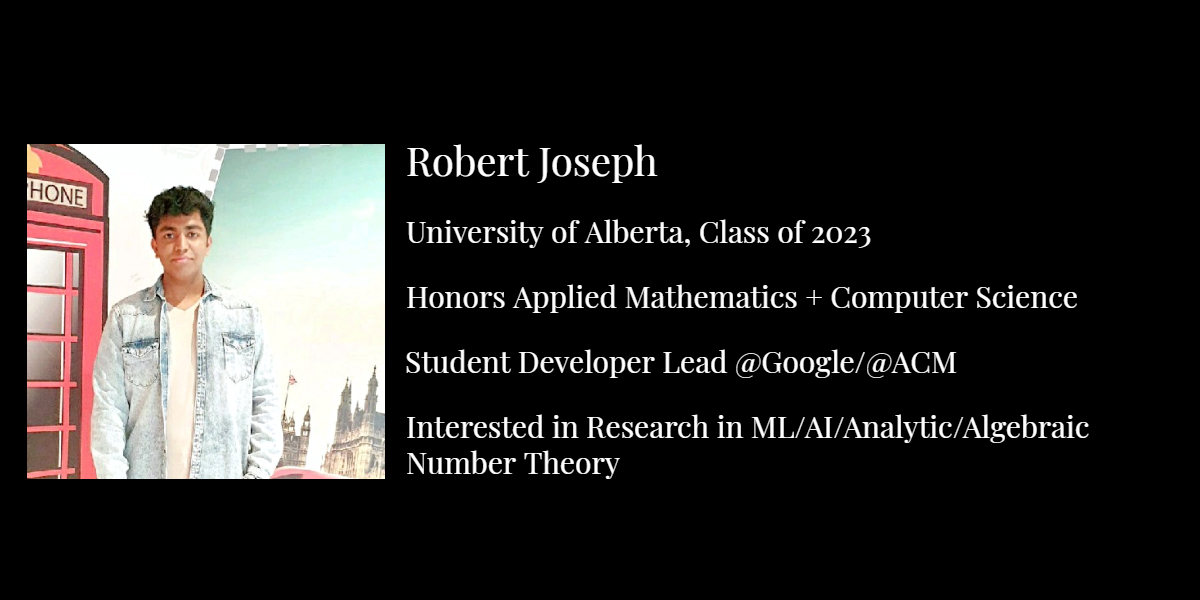 PHONE
Robert Joseph
University of Alberta, Class of 2023
Honors Applied Mathematics + Computer Science
Student Developer Lead @Google/@ACM
Interested in Research in ML/AI/Analytic/Algebraic
Number Theory